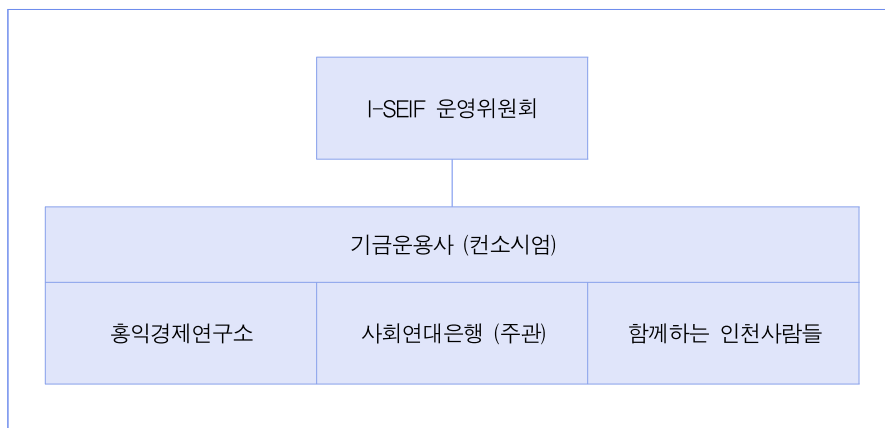 I-SEIF 운영위원회
기금운용사 (컨소시엄)
홍익경제연구소
사회연대은행 (주관)
함께하는 인천사람들